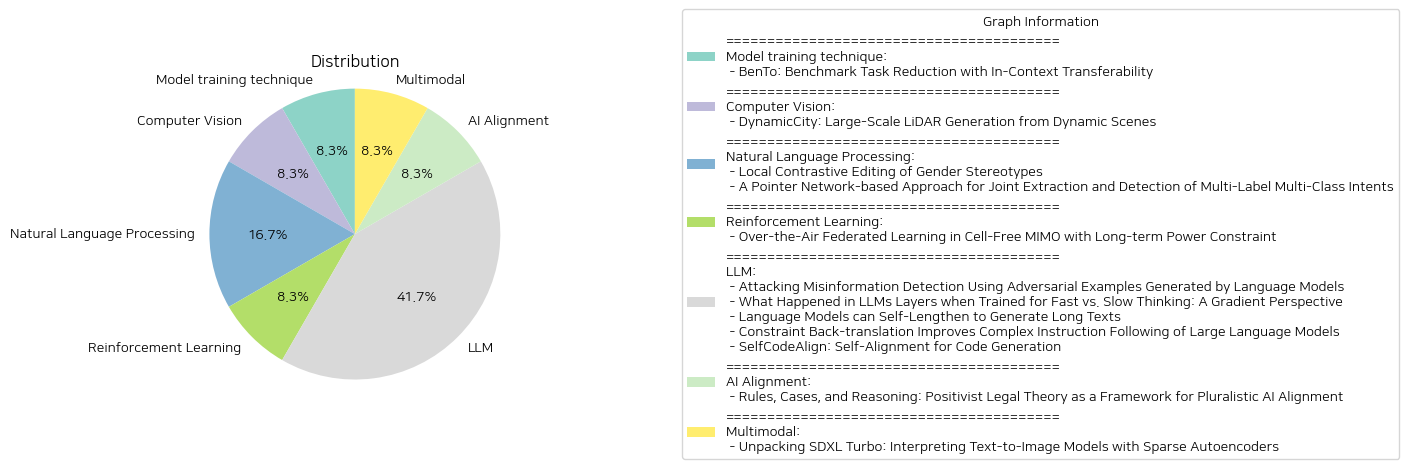 Distribution
Model training technique
Multimodal
Computer Vision
AI Alignment
8.3%
8.3%
8.3%
8.3%
Natural Language Processing
16.7%
8.3%
41.7%
Reinforcement Learning
LLM
Graph Information
========================================
Model training technique:
- BenTo: Benchmark Task Reduction with In-Context Transferability
========================================
Computer Vision:
- DynamicCity: Large-Scale LiDAR Generation from Dynamic Scenes
========================================
Natural Language Processing:
- Local Contrastive Editing of Gender Stereotypes
- A Pointer Network-based Approach for Joint Extraction and Detection of Multi-Label Multi-Class Intents
========================================
Reinforcement Learning:
- Over-the-Air Federated Learning in Cell-Free MIMO with Long-term Power Constraint
========================================
LLM:
- Attacking Misinformation Detection Using Adversarial Examples Generated by Language Models
- What Happened in LLMs Layers when Trained for Fast vs. Slow Thinking: A Gradient Perspective
- Language Models can Self-Lengthen to Generate Long Texts
- Constraint Back-translation Improves Complex Instruction Following of Large Language Models
- SelfCodeAlign: Self-Alignment for Code Generation
========================================
AI Alignment:
- Rules, Cases, and Reasoning: Positivist Legal Theory as a Framework for Pluralistic AI Alignment
========================================
Multimodal:
- Unpacking SDXL Turbo: Interpreting Text-to-Image Models with Sparse Autoencoders